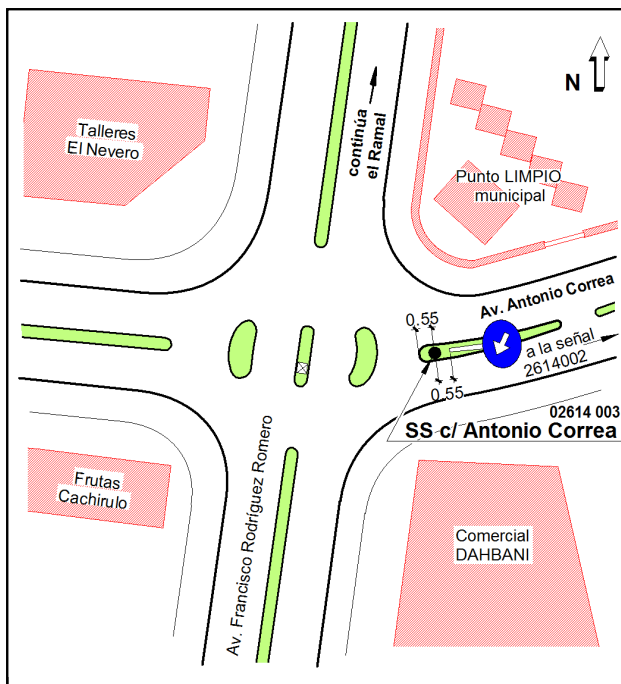 Talleres
El Nevero
continúa
el Ramal
N
Punto LIMPIO
municipal
Av. Antonio Correa
0.55
a la señal
2614002
0.55
02614 003
SS c/ Antonio Correa
Av. Francisco Rodríguez Romero
Frutas
Cachirulo
Comercial
DAHBANI